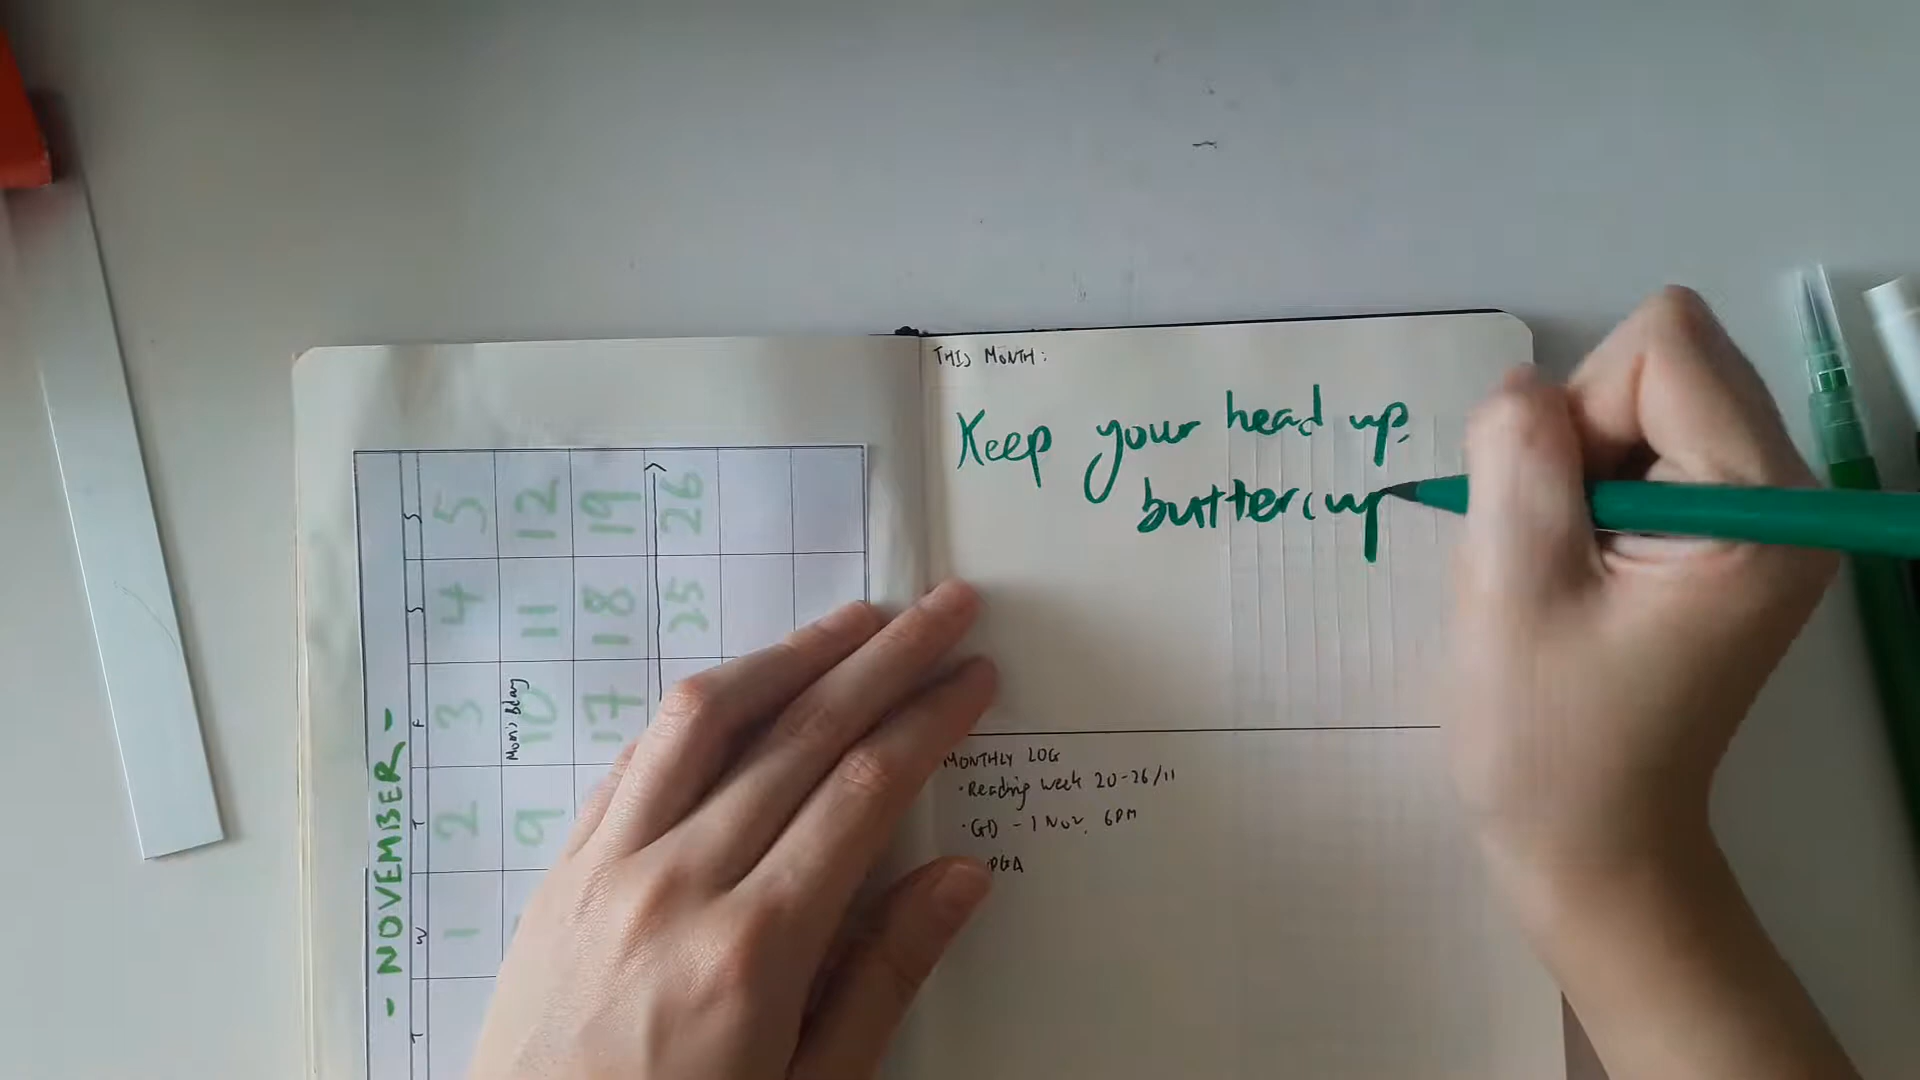 - NOVEMBER -
T W T F S S
1 2 3 4 5
9 10 11 12
Mom's Bday
17 18 19
25 26
THIS MONTH:
Keep your head up,
buttercup
MONTHLY LOG
• Reading week 20-26/11
• GD - 1 Nov, 6PM